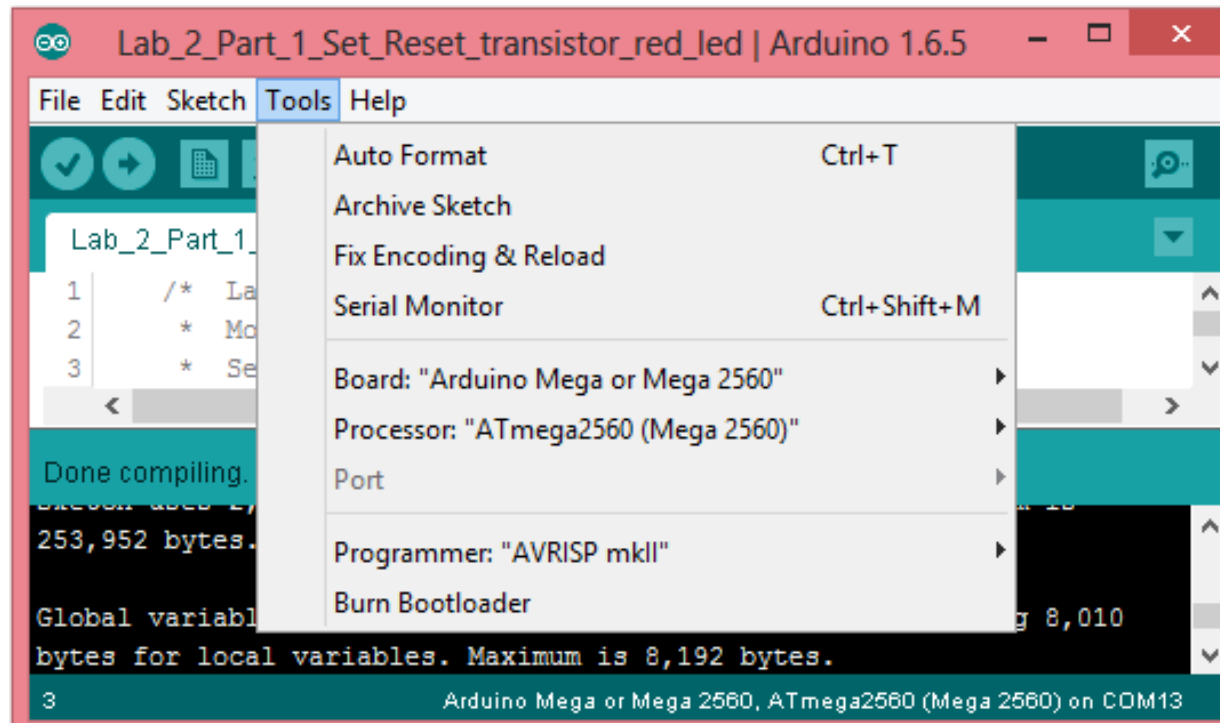 Lab_2_Part_1_Set_Reset_transistor_red_led | Arduino 1.6.5
File Edit Sketch Tools Help
Auto Format Ctrl+T
Archive Sketch
Fix Encoding & Reload
Serial Monitor Ctrl+Shift+M
Board: "Arduino Mega or Mega 2560"
Processor: "ATmega2560 (Mega 2560)"
Port
Programmer: "AVRISP mkII"
Burn Bootloader
Lab_2_Part_1_
1 /* La
2 * Mo
3 * Se
Done compiling.
253,952 bytes.
Global variabl g 8,010
bytes for local variables. Maximum is 8,192 bytes.
3 Arduino Mega or Mega 2560, ATmega2560 (Mega 2560) on COM13